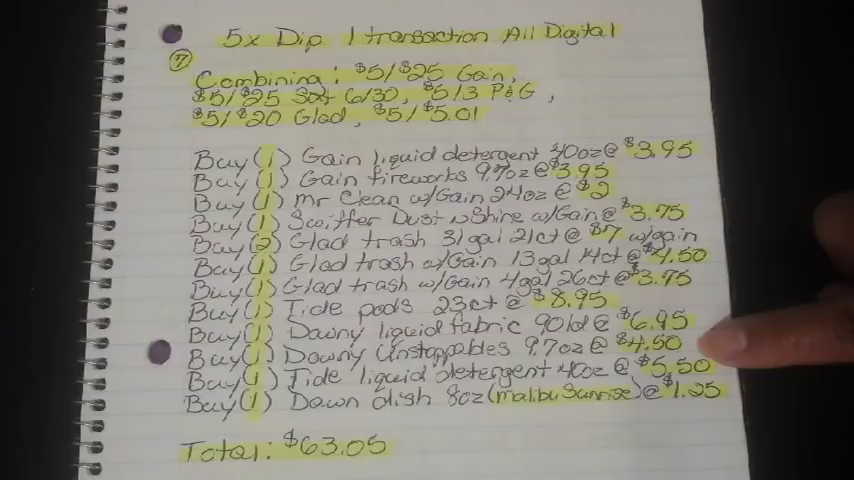 5x Dip 1 transaction All Digital
7
Combining: $5/$25 Gain,
$5/$25 Sat 6/30, $5/3 P&G,
$5/$20 Glad, $5/$5.01
Buy (1) Gain liquid detergent 40oz @ $3.95
Buy (1) Gain fireworks 9.7oz @ $3.95
Buy (1) Mr Clean w/Gain 24oz @ $2
Buy (1) Swiffer Dust n Shine w/Gain @ $3.75
Buy (2) Glad trash 31gal 21ct @ $7 w/gain
Buy (1) Glad trash w/Gain 13gal 14ct @ $4.50
Buy (1) Glad trash w/Gain 4gal 26ct @ $3.75
Buy (1) Tide pods 23ct @ $8.95
Buy (1) Downy liquid fabric 90ld @ $6.95
Buy (1) Downy Unstoppables 9.7oz @ $4.50
Buy (1) Tide liquid detergent 40oz @ $5.50
Buy (1) Dawn dish 8oz (malibu Sunrise) @ $1.25
Total: $63.05